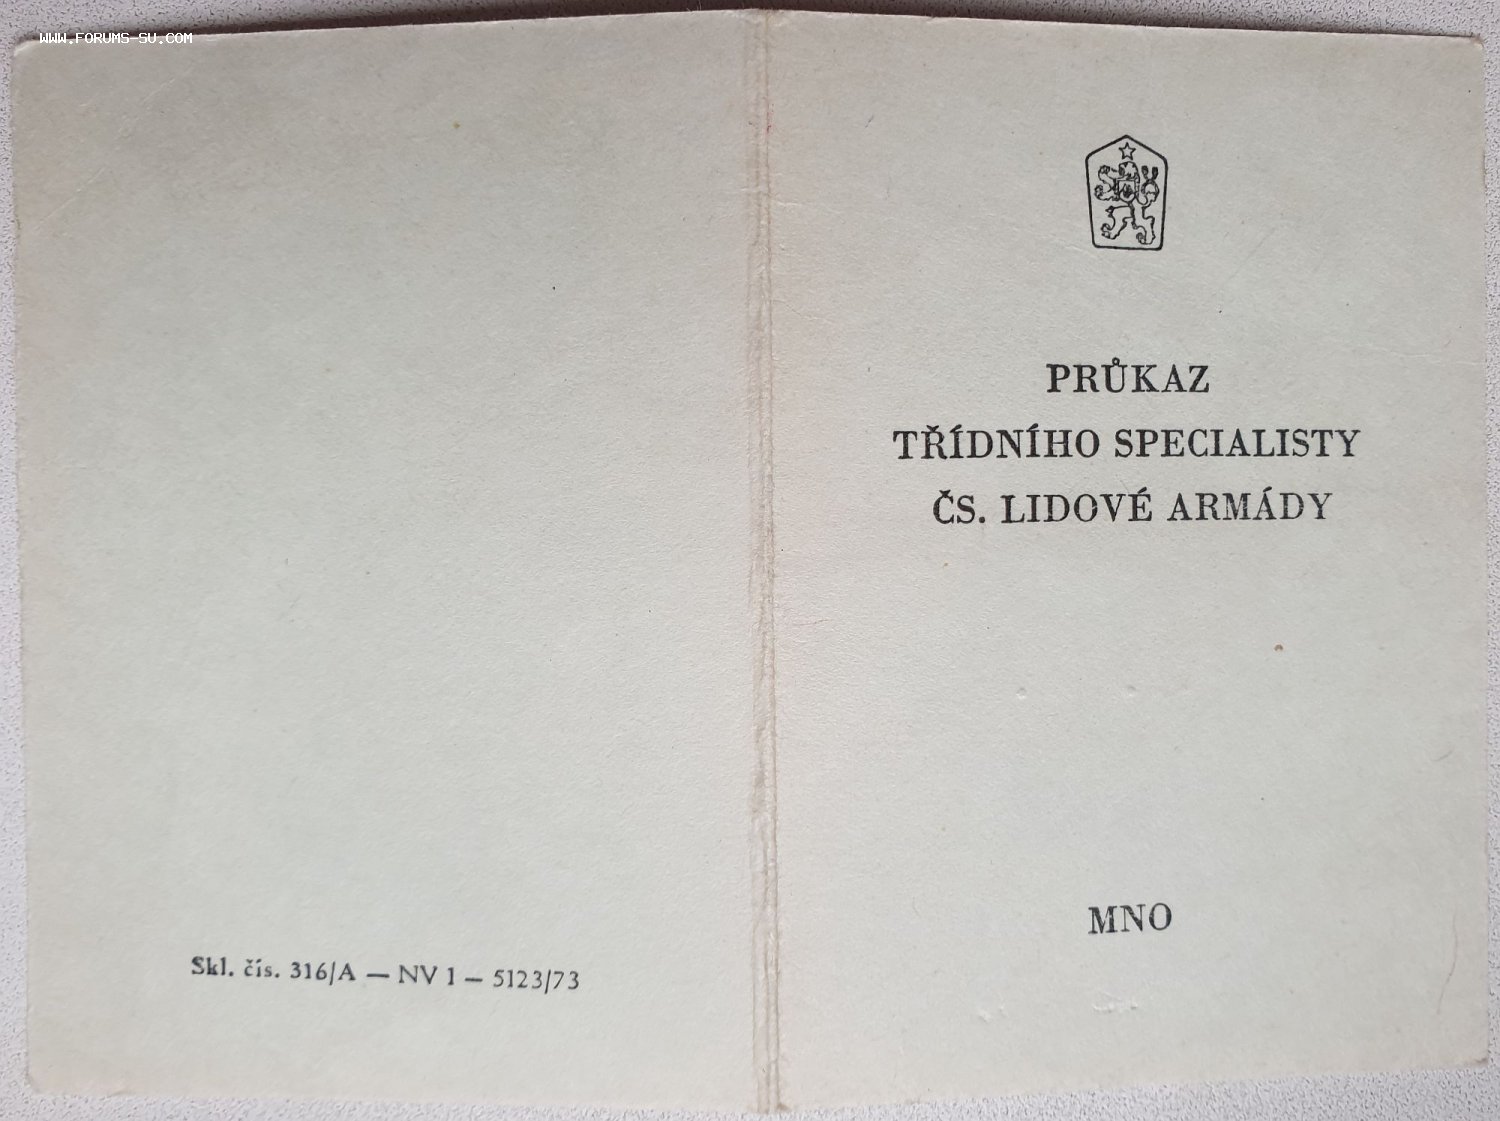 WWW.FORUMS-SU.COM
PRŮKAZ
TŘÍDNÍHO SPECIALISTY
ČS. LIDOVÉ ARMÁDY
MNO
Skl. čís. 316/A — NV 1 — 5123/73